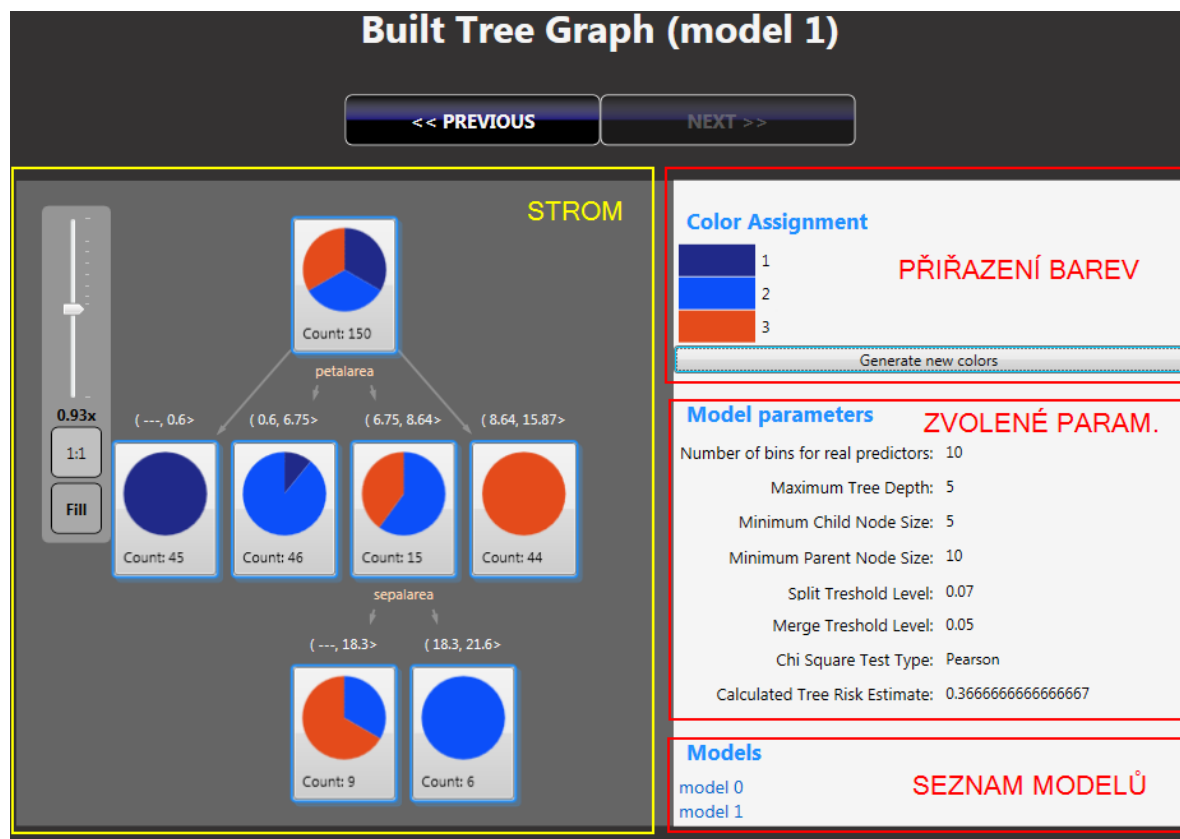 Built Tree Graph (model 1)
<< PREVIOUS
NEXT >>
STROM
Count: 150
petalarea
0.93x
1:1
Fill
( ---, 0.6>
( 0.6, 6.75>
( 6.75, 8.64>
( 8.64, 15.87>
Count: 45
Count: 46
Count: 15
Count: 44
sepalarea
( ---, 18.3>
( 18.3, 21.6>
Count: 9
Count: 6
Color Assignment
1
2
3
PŘIŘAZENÍ BAREV
Generate new colors
Model parameters
ZVOLENÉ PARAM.
Number of bins for real predictors: 10
Maximum Tree Depth: 5
Minimum Child Node Size: 5
Minimum Parent Node Size: 10
Split Treshold Level: 0.07
Merge Treshold Level: 0.05
Chi Square Test Type: Pearson
Calculated Tree Risk Estimate: 0.3666666666666667
Models
SEZNAM MODELŮ
model 0
model 1